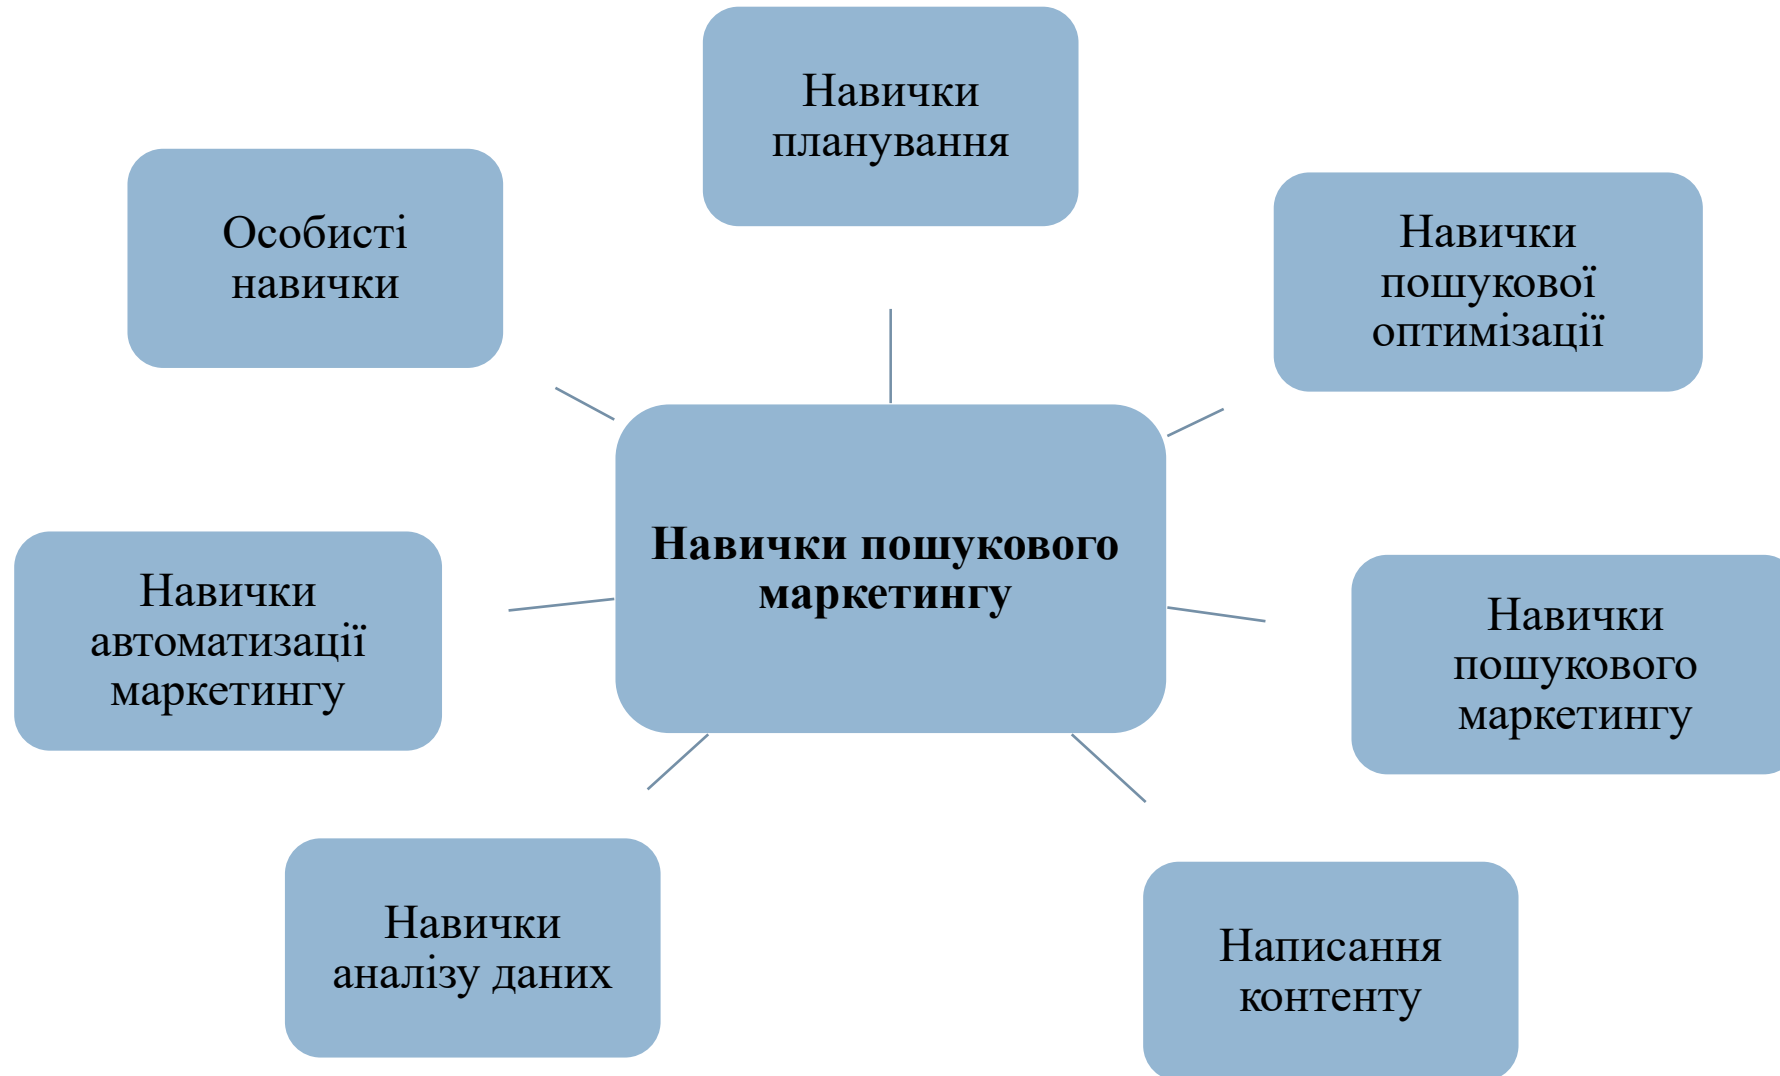 Навички
планування
Особисті
навички
Навички
пошукової
оптимізації
Навички пошукового
маркетингу
Навички
автоматизації
маркетингу
Навички
пошукового
маркетингу
Навички
аналізу даних
Написання
контенту